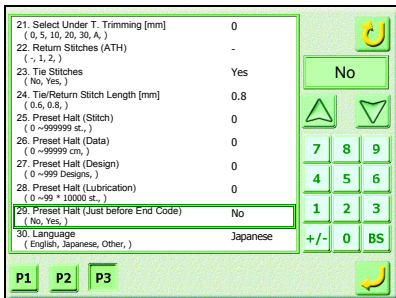 21. Select Under T. Trimming [mm] 0
( 0, 5, 10, 20, 30, A, )
22. Return Stitches (ATH) -
( -, 1, 2, )
23. Tie Stitches Yes
( No, Yes, )
24. Tie/Return Stitch Length [mm] 0.8
( 0.6, 0.8, )
25. Preset Halt (Stitch) 0
( 0 ~999999 st., )
26. Preset Halt (Data) 0
( 0 ~99999 cm, )
27. Preset Halt (Design) 0
( 0 ~999 Designs, )
28. Preset Halt (Lubrication) 0
( 0 ~99 * 10000 st., )
29. Preset Halt (Just before End Code) No
( No, Yes, )
30. Language Japanese
( English, Japanese, Other, )
No
7 8 9
4 5 6
1 2 3
+/- 0 BS
P1 P2 P3